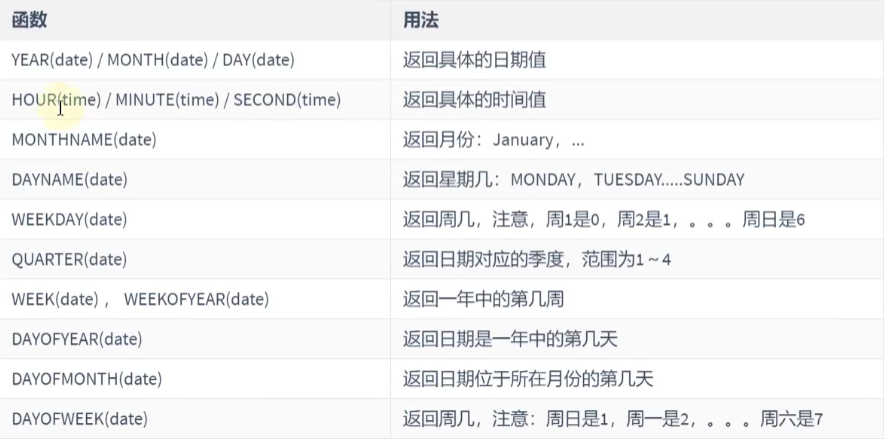 函数 用法
YEAR(date) / MONTH(date) / DAY(date) 返回具体的日期值
HOUR(time) / MINUTE(time) / SECOND(time) 返回具体的时间值
MONTHNAME(date) 返回月份：January，...
DAYNAME(date) 返回星期几：MONDAY，TUESDAY.....SUNDAY
WEEKDAY(date) 返回周几，注意，周1是0，周2是1，。。。周日是6
QUARTER(date) 返回日期对应的季度，范围为1～4
WEEK(date) ， WEEKOFYEAR(date) 返回一年中的第几周
DAYOFYEAR(date) 返回日期是一年中的第几天
DAYOFMONTH(date) 返回日期位于所在月份的第几天
DAYOFWEEK(date) 返回周几，注意：周日是1，周一是2，。。。周六是7